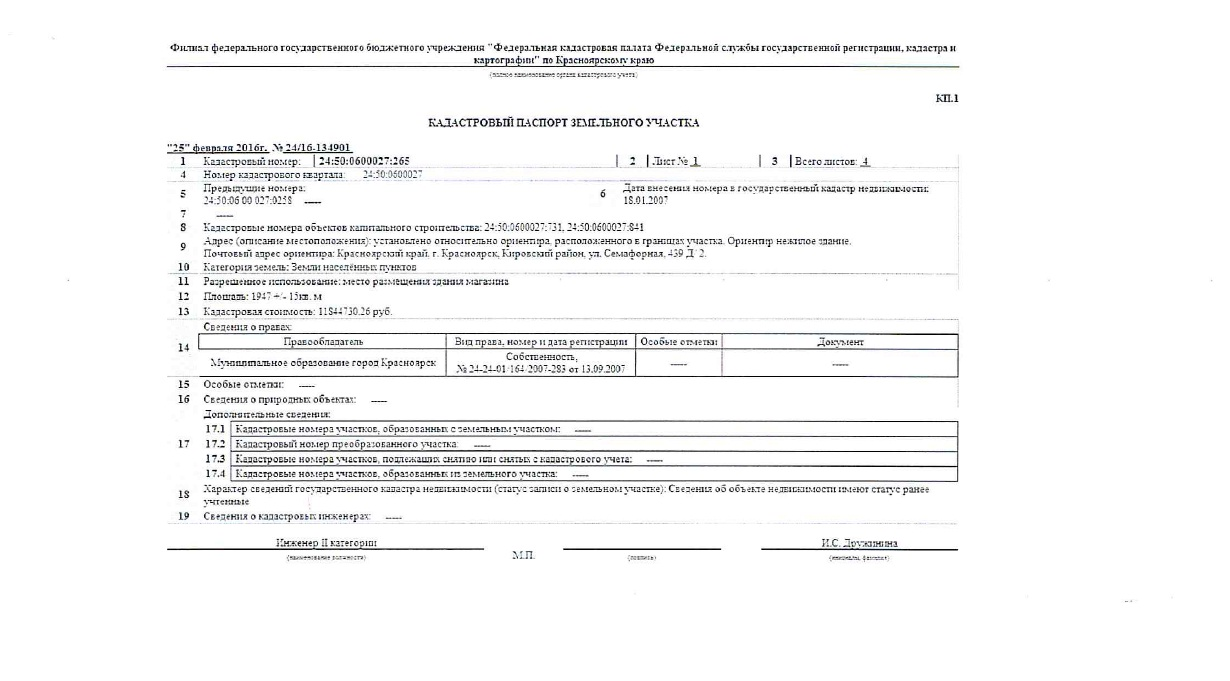 Филиал федерального государственного бюджетного учреждения "Федеральная кадастровая палата Федеральной службы государственной регистрации, кадастра и
картографии" по Красноярскому краю
(полное наименование органа кадастрового учета)
КП.1
КАДАСТРОВЫЙ ПАСПОРТ ЗЕМЕЛЬНОГО УЧАСТКА
"25" февраля 2016г. № 24/16-134901
1 Кадастровый номер: 24:50:0600027:265 2 Лист № 1 3 Всего листов: 4
4 Номер кадастрового квартала: 24:50:0600027
5 Предыдущие номера: 6 Дата внесения номера в государственный кадастр недвижимости:
24:50:06 00 027:0258 ----- 18.01.2007
7 -----
8 Кадастровые номера объектов капитального строительства: 24:50:0600027:731, 24:50:0600027:841
9 Адрес (описание местоположения): установлено относительно ориентира, расположенного в границах участка. Ориентир нежилое здание.
Почтовый адрес ориентира: Красноярский край, г. Красноярск, Кировский район, ул. Семафорная, 439 "Д" 2.
10 Категория земель: Земли населённых пунктов
11 Разрешенное использование: место размещения здания магазина
12 Площадь: 1947 +/- 15кв. м
13 Кадастровая стоимость: 11844730.26 руб.
Сведения о правах:
14 Правообладатель Вид права, номер и дата регистрации Особые отметки Документ
Муниципальное образование город Красноярск Собственность, ----- -----
№ 24-24-01/164/2007-283 от 13.09.2007
15 Особые отметки: -----
16 Сведения о природных объектах: -----
Дополнительные сведения:
17.1 Кадастровые номера участков, образованных с земельным участком: -----
17 17.2 Кадастровый номер преобразованного участка: -----
17.3 Кадастровые номера участков, подлежащих снятию или снятых с кадастрового учета: -----
17.4 Кадастровые номера участков, образованных из земельного участка: -----
18 Характер сведений государственного кадастра недвижимости (статус записи о земельном участке): Сведения об объекте недвижимости имеют статус ранее
учтенные
19 Сведения о кадастровых инженерах: -----
Инженер II категории И.С. Дружинина
(наименование должности) М.П. (подпись) (инициалы, фамилия)